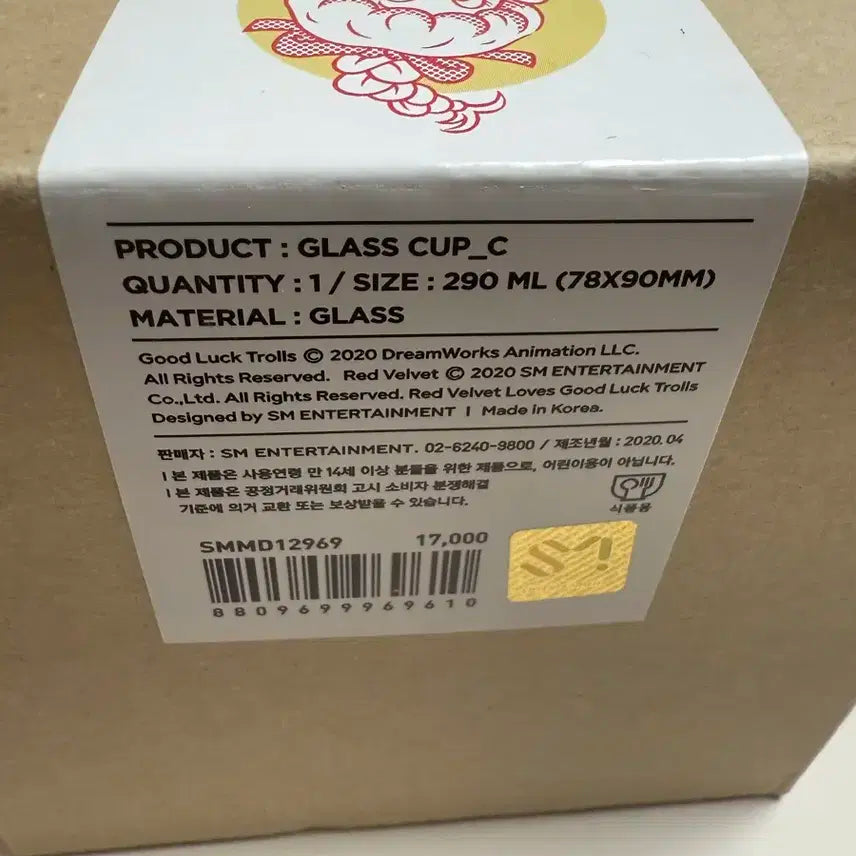 PRODUCT : GLASS CUP_C
QUANTITY : 1 / SIZE : 290 ML (78X90MM)
MATERIAL : GLASS
Good Luck Trolls © 2020 DreamWorks Animation LLC.
All Rights Reserved. Red Velvet © 2020 SM ENTERTAINMENT
Co.,Ltd. All Rights Reserved. Red Velvet Loves Good Luck Trolls
Designed by SM ENTERTAINMENT | Made in Korea.
판매자 : SM ENTERTAINMENT. 02-6240-9800 / 제조년월 : 2020.04
| 본 제품은 사용연령 만 14세 이상 분들을 위한 제품으로, 어린이용이 아닙니다.
| 본 제품은 공정거래위원회 고시 소비자 분쟁해결
기준에 의거 교환 또는 보상받을 수 있습니다.
식품용
SMMD12969 17,000
SM!
8809699969610